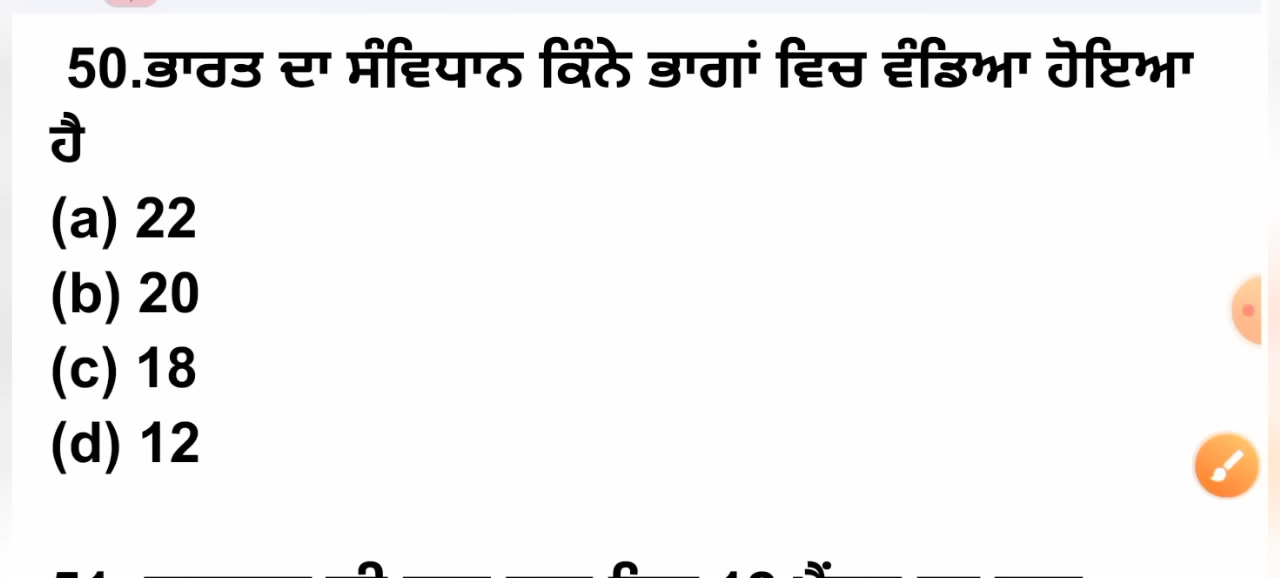 50.ਭਾਰਤ ਦਾ ਸੰਵਿਧਾਨ ਕਿੰਨੇ ਭਾਗਾਂ ਵਿਚ ਵੰਡਿਆ ਹੋਇਆ
ਹੈ
(a) 22
(b) 20
(c) 18
(d) 12